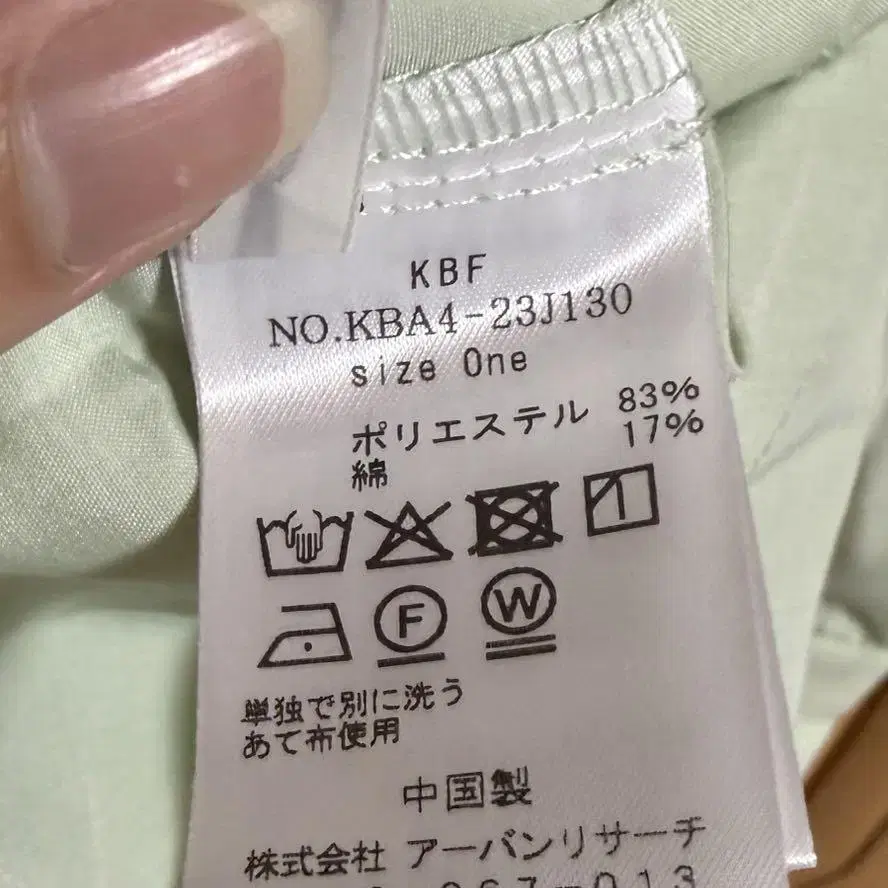 KBF
NO.KBA4-23J130
size One
ポリエステル 83%
綿 17%
F W
単独で別に洗う
あて布使用
中国製
株式会社 アーバンリサーチ